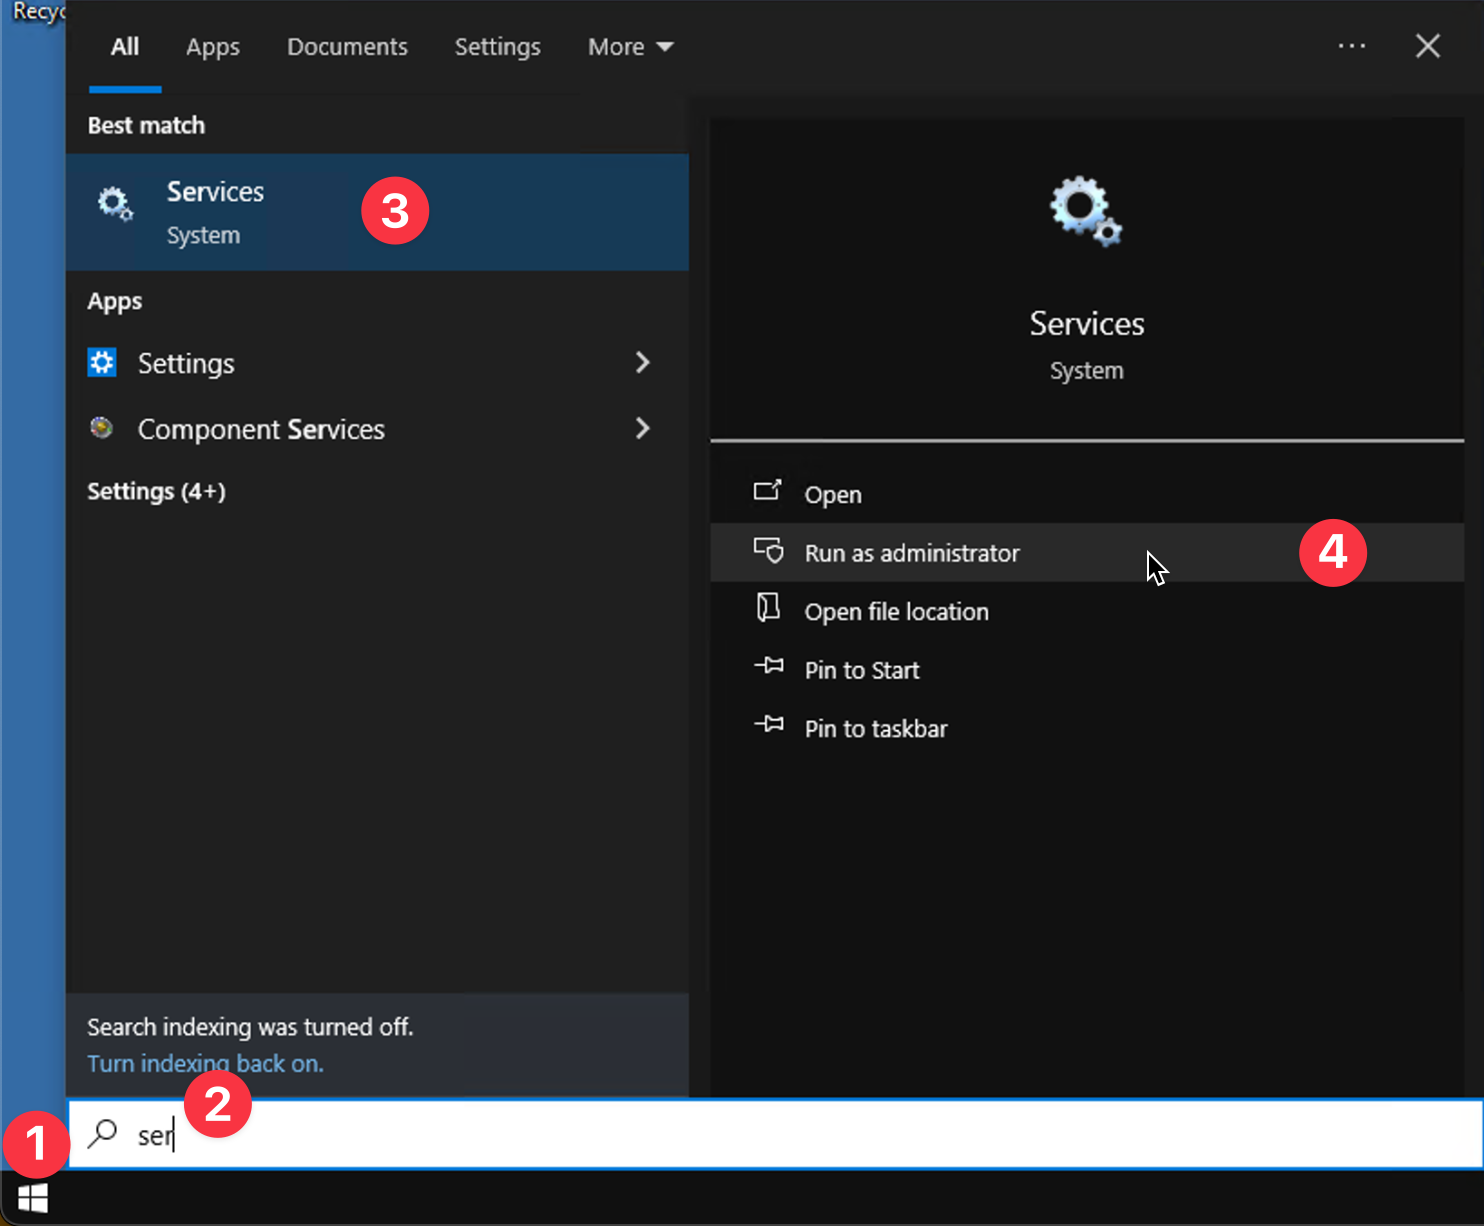 Recyc
All Apps Documents Settings More
Best match
Services
System
3
Apps
Settings
Component Services
Settings (4+)
Services
System
Open
Run as administrator
4
Open file location
Pin to Start
Pin to taskbar
Search indexing was turned off.
Turn indexing back on.
2
1
ser